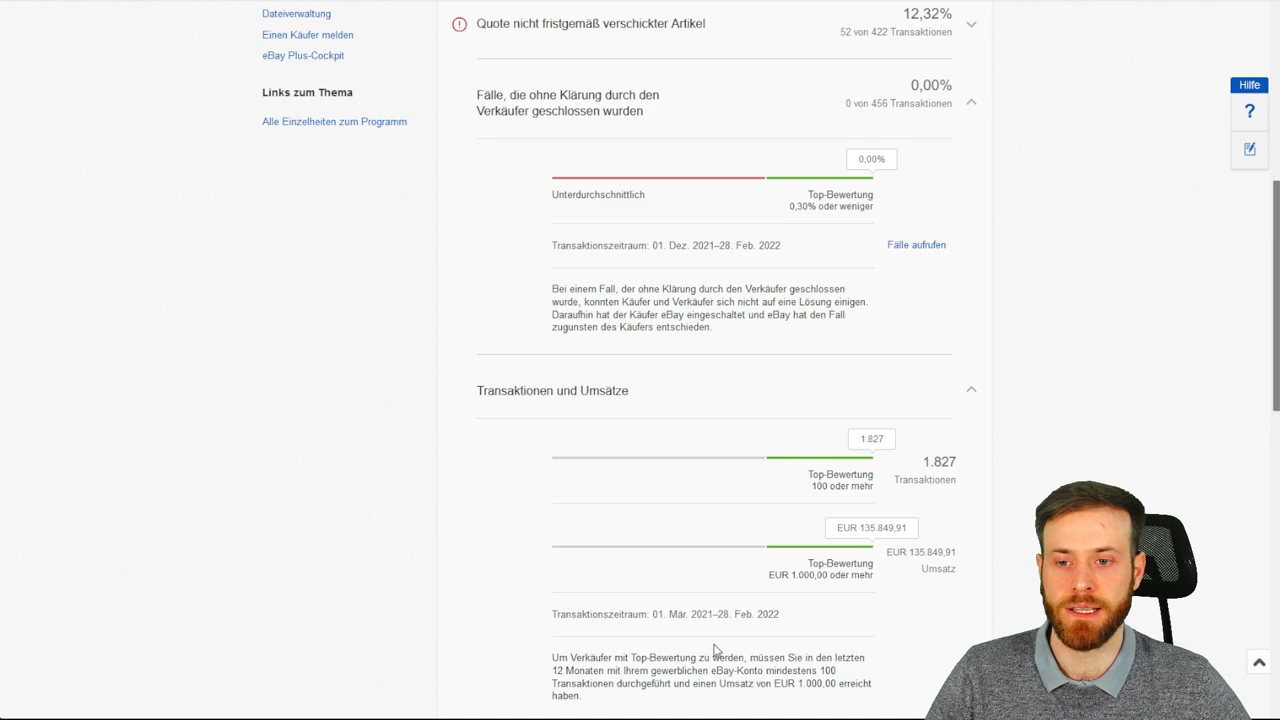 Dateiverwaltung
Einen Käufer melden
eBay Plus-Cockpit
Links zum Thema
Alle Einzelheiten zum Programm
Quote nicht fristgemäß verschickter Artikel
12,32%
52 von 422 Transaktionen
Fälle, die ohne Klärung durch den
Verkäufer geschlossen wurden
0,00%
0 von 456 Transaktionen
0,00%
Unterdurchschnittlich
Top-Bewertung
0,30% oder weniger
Transaktionszeitraum: 01. Dez. 2021–28. Feb. 2022
Fälle aufrufen
Bei einem Fall, der ohne Klärung durch den Verkäufer geschlossen
wurde, konnten Käufer und Verkäufer sich nicht auf eine Lösung einigen.
Daraufhin hat der Käufer eBay eingeschaltet und eBay hat den Fall
zugunsten des Käufers entschieden.
Transaktionen und Umsätze
1.827
Top-Bewertung
100 oder mehr
1.827
Transaktionen
EUR 135.849,91
Top-Bewertung
EUR 1.000,00 oder mehr
EUR 135.849,91
Umsatz
Transaktionszeitraum: 01. Mär. 2021–28. Feb. 2022
Um Verkäufer mit Top-Bewertung zu werden, müssen Sie in den letzten
12 Monaten mit Ihrem gewerblichen eBay-Konto mindestens 100
Transaktionen durchgeführt und einen Umsatz von EUR 1.000,00 erreicht
haben.
Hilfe
?